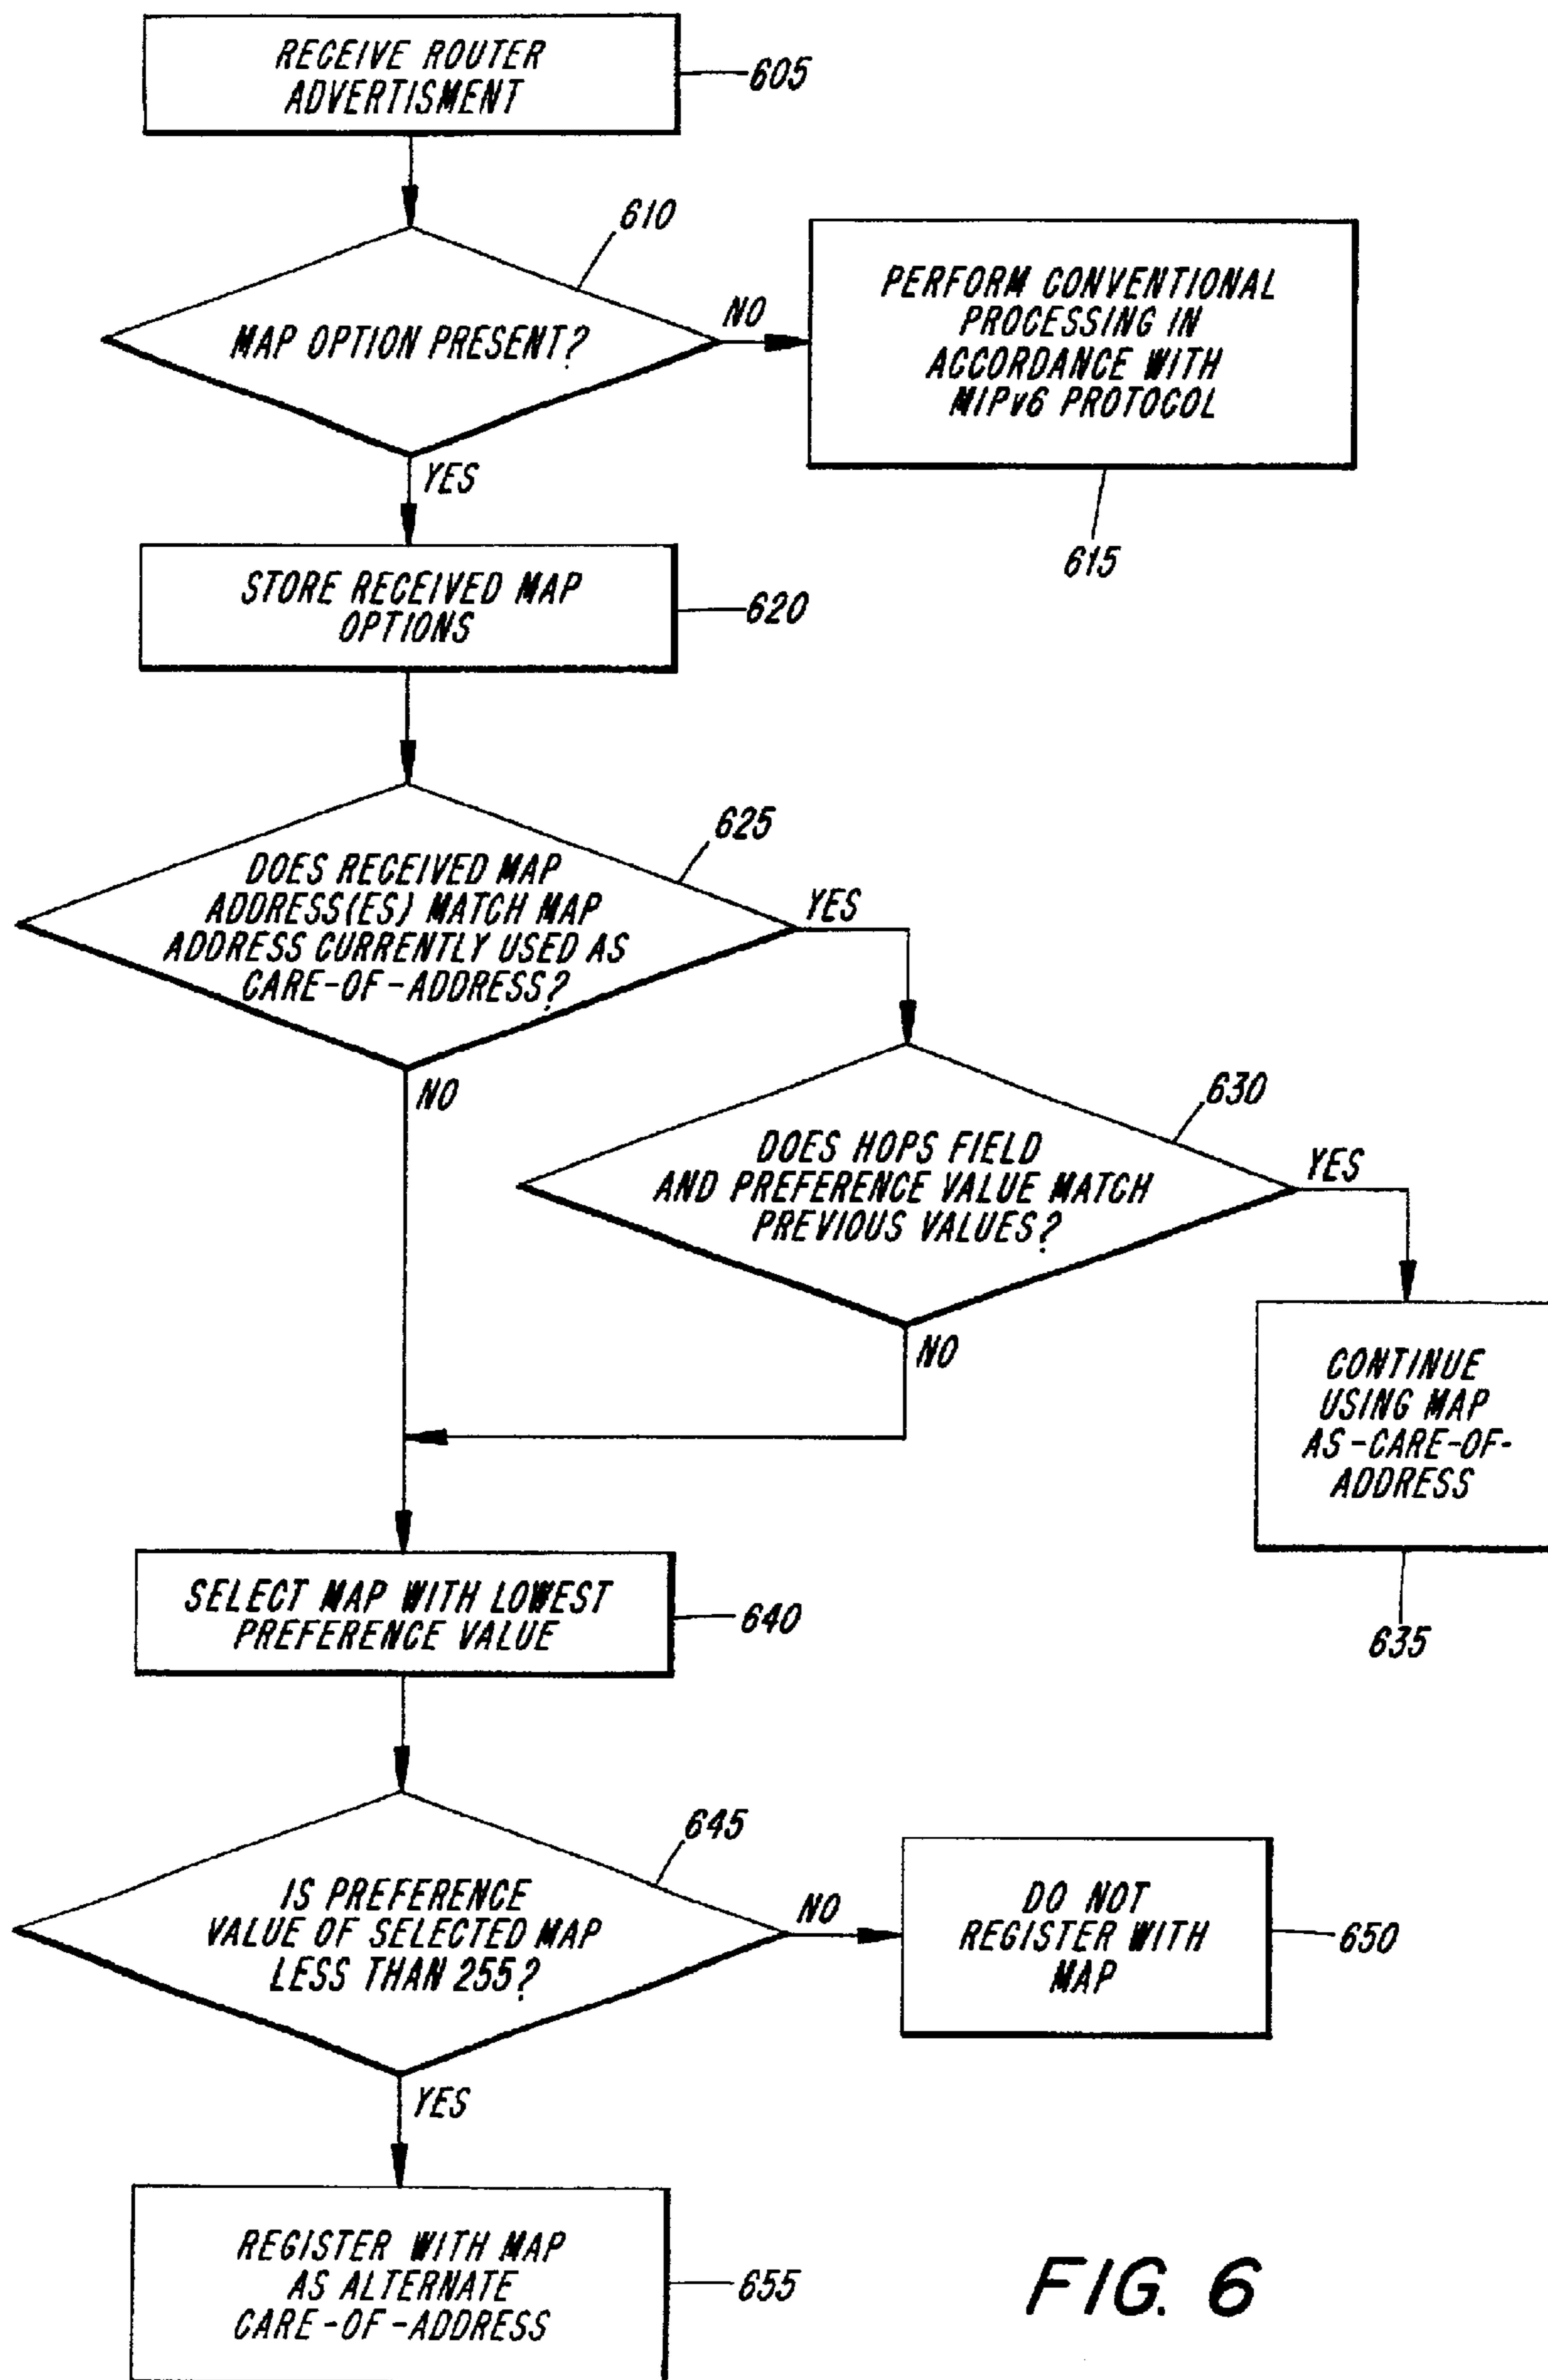 RECEIVE ROUTER
ADVERTISMENT
605
610
MAP OPTION PRESENT?
NO
PERFORM CONVENTIONAL
PROCESSING IN
ACCORDANCE WITH
MIPv6 PROTOCOL
615
YES
STORE RECEIVED MAP
OPTIONS
620
625
DOES RECEIVED MAP
ADDRESS(ES) MATCH MAP
ADDRESS CURRENTLY USED AS
CARE-OF-ADDRESS?
YES
NO
630
DOES HOPS FIELD
AND PREFERENCE VALUE MATCH
PREVIOUS VALUES?
YES
NO
CONTINUE
USING MAP
AS-CARE-OF-
ADDRESS
635
SELECT MAP WITH LOWEST
PREFERENCE VALUE
640
645
IS PREFERENCE
VALUE OF SELECTED MAP
LESS THAN 255?
NO
DO NOT
REGISTER WITH
MAP
650
YES
REGISTER WITH MAP
AS ALTERNATE
CARE-OF-ADDRESS
655
FIG. 6